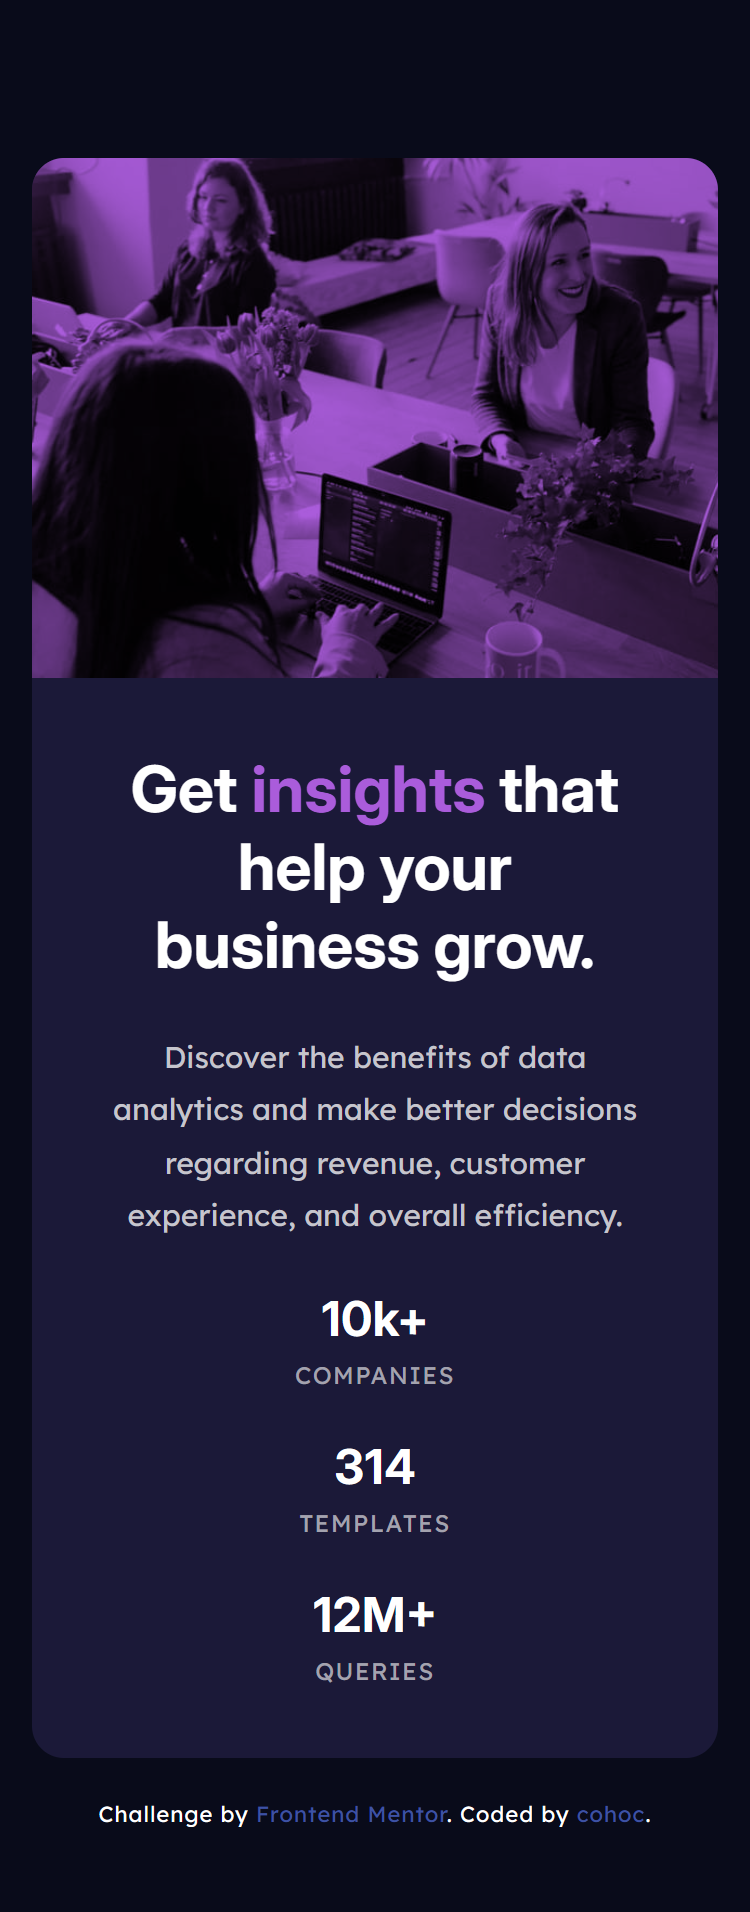 Get insights that
help your
business grow.
Discover the benefits of data
analytics and make better decisions
regarding revenue, customer
experience, and overall efficiency.
10k+
COMPANIES
314
TEMPLATES
12M+
QUERIES
Challenge by Frontend Mentor. Coded by cohoc.